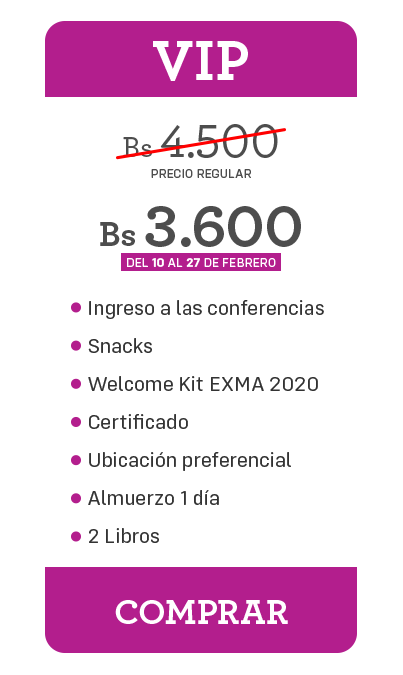 VIP
Bs 4.500
PRECIO REGULAR
Bs 3.600
DEL 10 AL 27 DE FEBRERO
Ingreso a las conferencias
Snacks
Welcome Kit EXMA 2020
Certificado
Ubicación preferencial
Almuerzo 1 día
2 Libros
COMPRAR